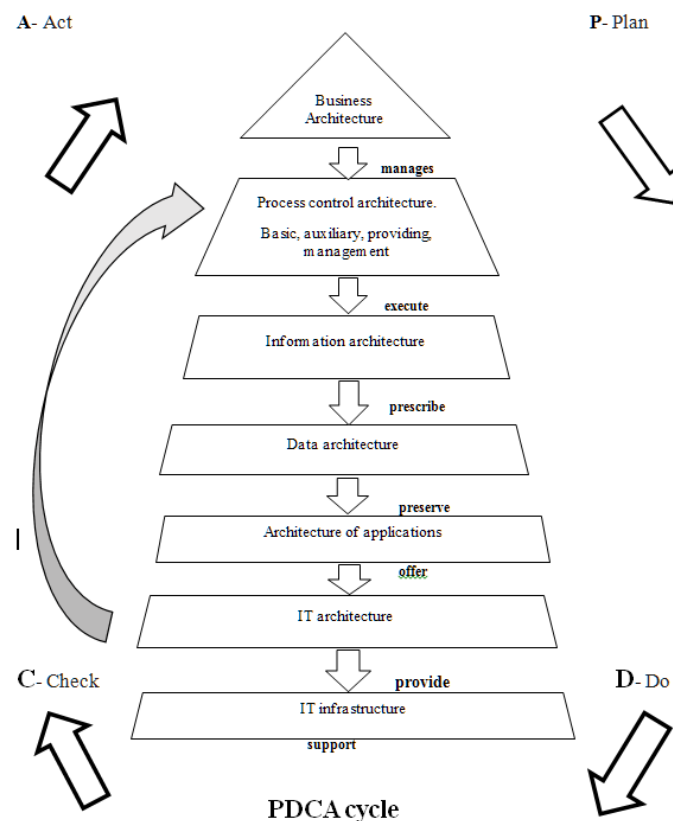 A- Act
P- Plan
Business
Architecture
manages
Process control architecture.
Basic, auxiliary, providing,
management
execute
Information architecture
prescribe
Data architecture
preserve
Architecture of applications
offer
IT architecture
C- Check
provide
D- Do
IT infrastructure
support
PDCA cycle